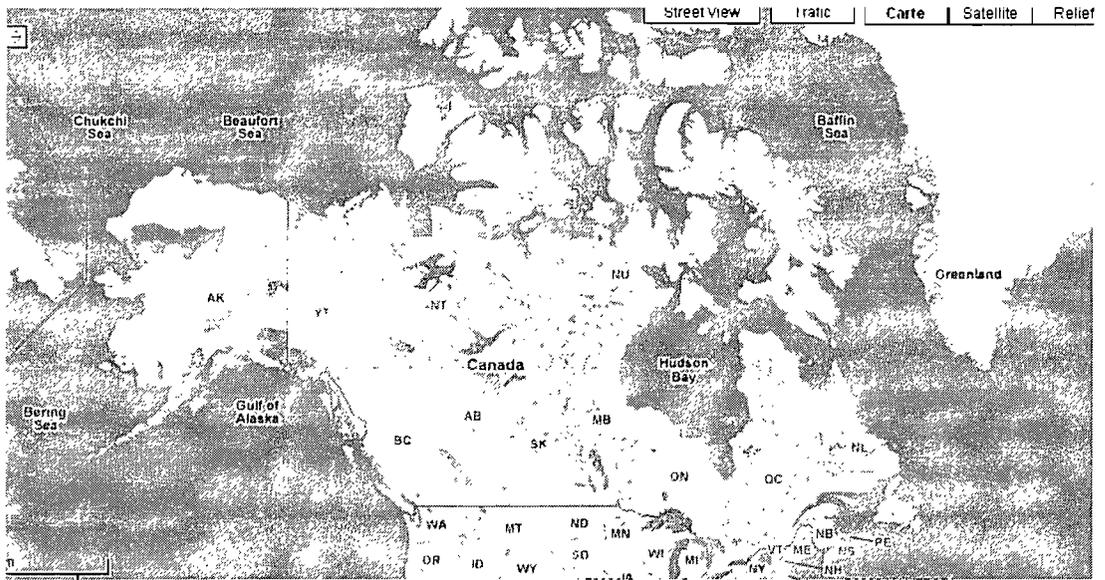 Street View
Trafic
Carte
Satellite
Relief
Chukchi
Sea
Beaufort
Sea
Baffin
Sea
NU
Greenland
AK
YT
NT
Canada
Hudson
Bay
Bering
Sea
Gulf of
Alaska
AB
MB
BC
SK
NL
ON
QC
WA
MT
ND
MN
NB
PE
OR
ID
WY
SD
WI
MI
VT
ME
NS
NY
NH
IA